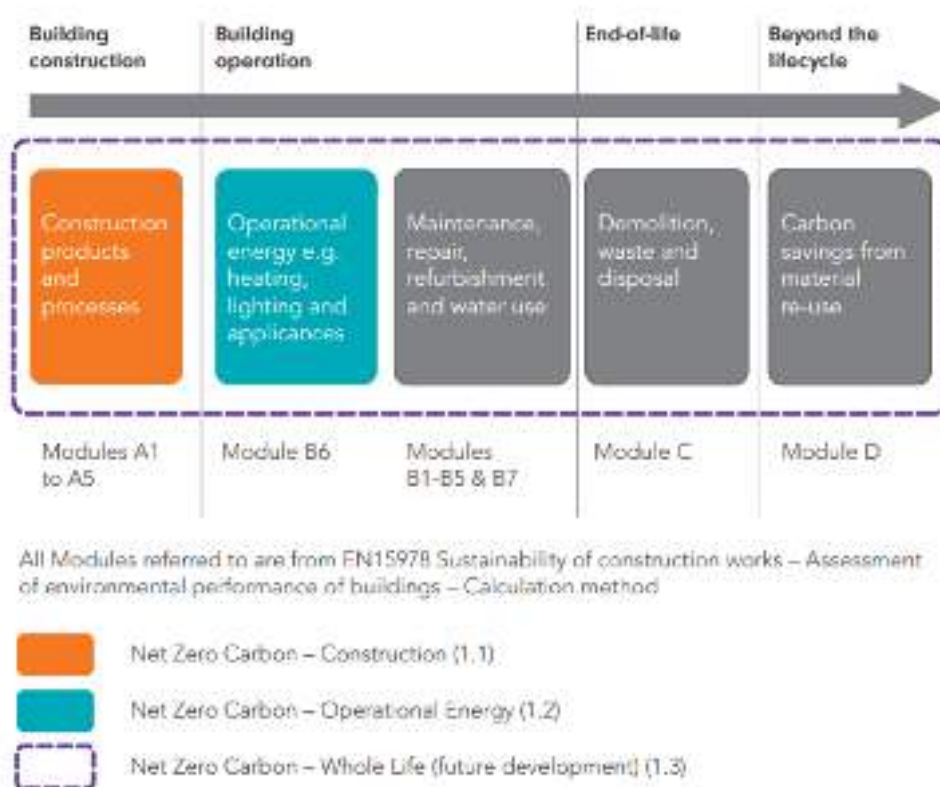 Building
construction
Building
operation
End-of-life
Beyond the
lifecycle
Construction
products
and
processes
Operational
energy e.g.
heating,
lighting and
applicances
Maintenance,
repair,
refurbishment
and water use
Demolition,
waste and
disposal
Carbon
savings from
material
re-use
Modules A1
to A5
Module B6
Modules
B1-B5 & B7
Module C
Module D
All Modules referred to are from EN15978 Sustainability of construction works – Assessment
of environmental performance of buildings – Calculation method
Net Zero Carbon – Construction (1.1)
Net Zero Carbon – Operational Energy (1.2)
Net Zero Carbon – Whole Life (future development) (1.3)